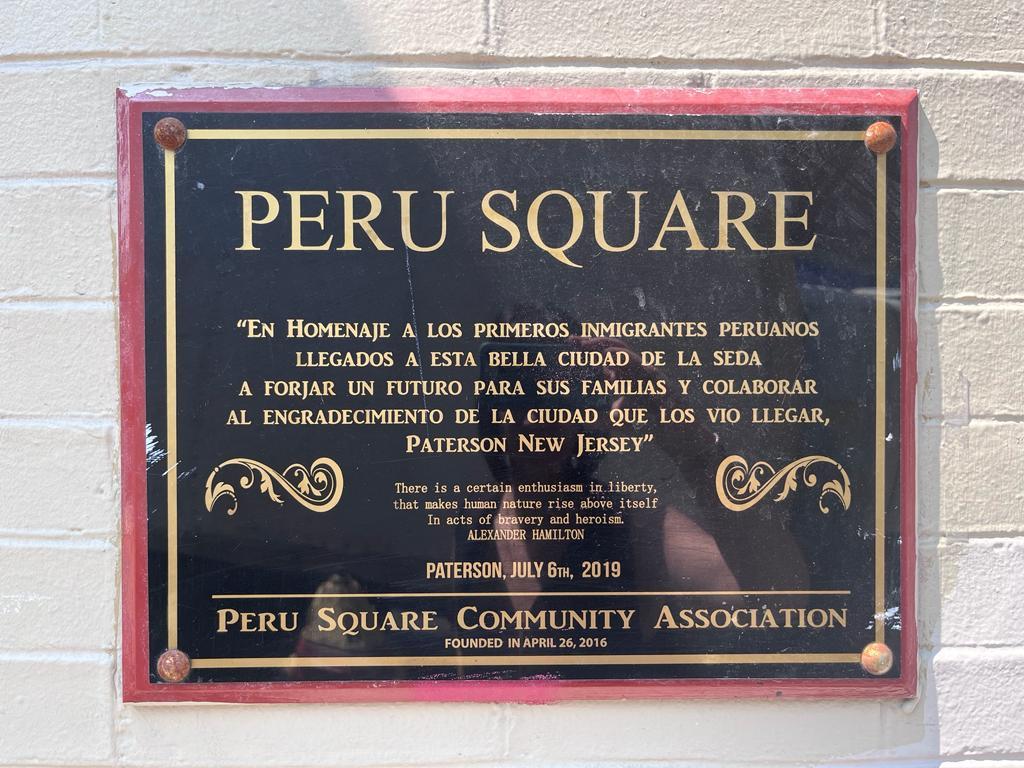 PERU SQUARE
“EN HOMENAJE A LOS PRIMEROS INMIGRANTES PERUANOS
LLEGADOS A ESTA BELLA CIUDAD DE LA SEDA
A FORJAR UN FUTURO PARA SUS FAMILIAS Y COLABORAR
AL ENGRADECIMIENTO DE LA CIUDAD QUE LOS VIO LLEGAR,
PATERSON NEW JERSEY”
There is a certain enthusiasm in liberty,
that makes human nature rise above itself
In acts of bravery and heroism.
ALEXANDER HAMILTON
PATERSON, JULY 6TH, 2019
PERU SQUARE COMMUNITY ASSOCIATION
FOUNDED IN APRIL 26, 2016